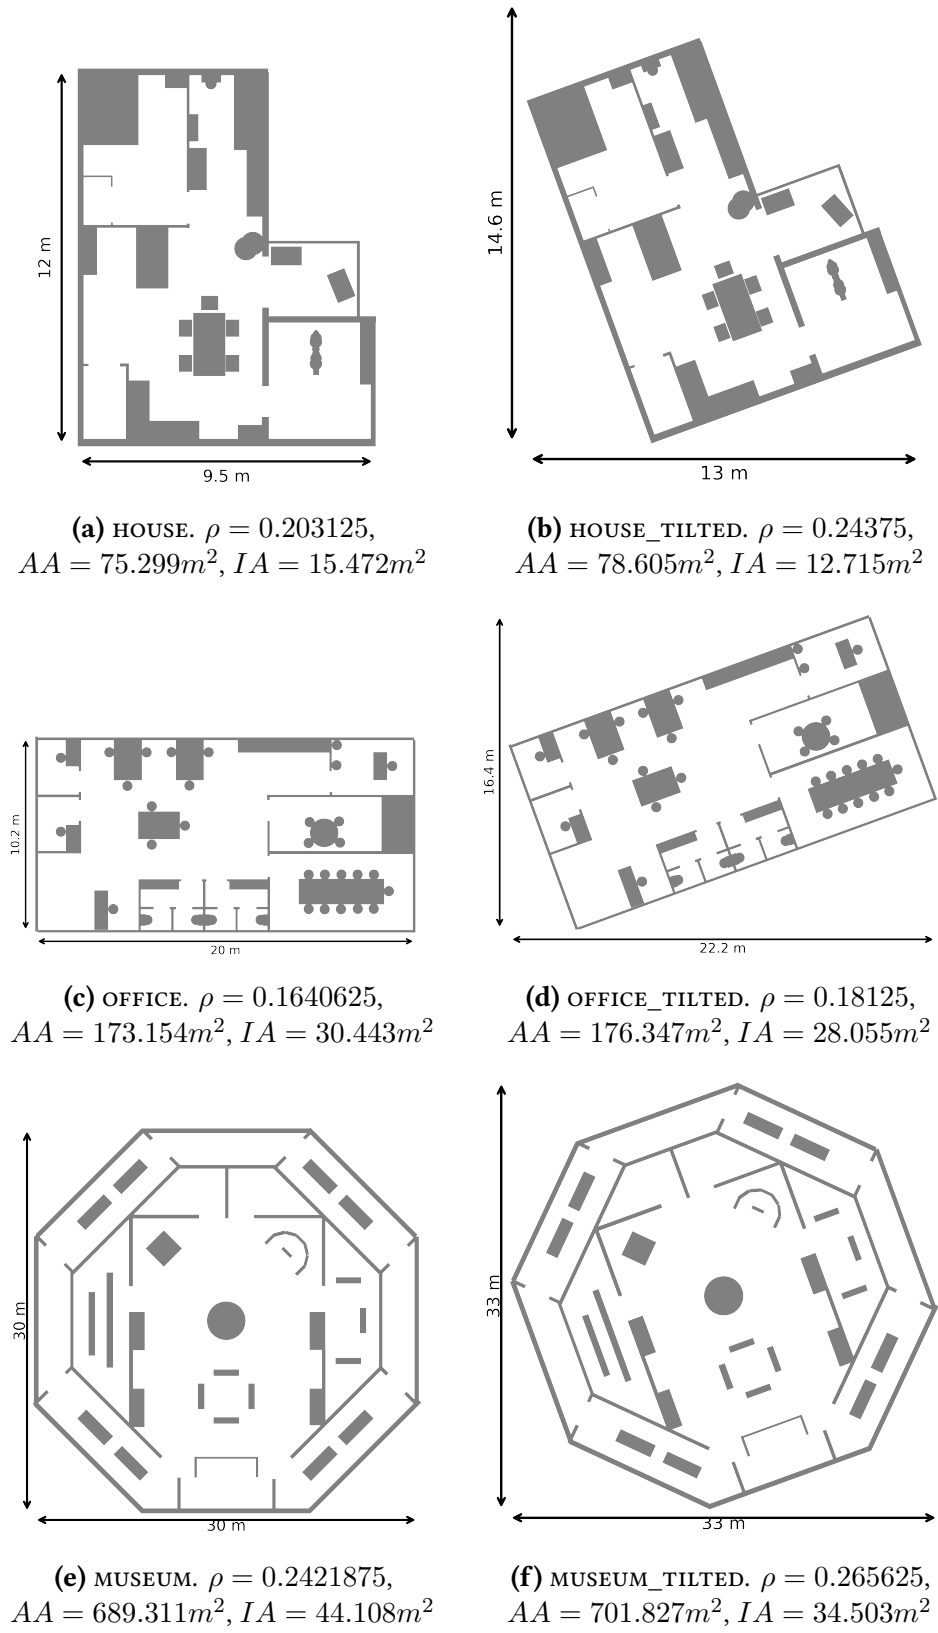 12 m
9.5 m
14.6 m
13 m
(a) HOUSE. ρ = 0.203125,
AA = 75.299m², IA = 15.472m²
(b) HOUSE_TILTED. ρ = 0.24375,
AA = 78.605m², IA = 12.715m²
10.2 m
20 m
16.4 m
22.2 m
(c) OFFICE. ρ = 0.1640625,
AA = 173.154m², IA = 30.443m²
(d) OFFICE_TILTED. ρ = 0.18125,
AA = 176.347m², IA = 28.055m²
30 m
30 m
33 m
33 m
(e) MUSEUM. ρ = 0.2421875,
AA = 689.311m², IA = 44.108m²
(f) MUSEUM_TILTED. ρ = 0.265625,
AA = 701.827m², IA = 34.503m²